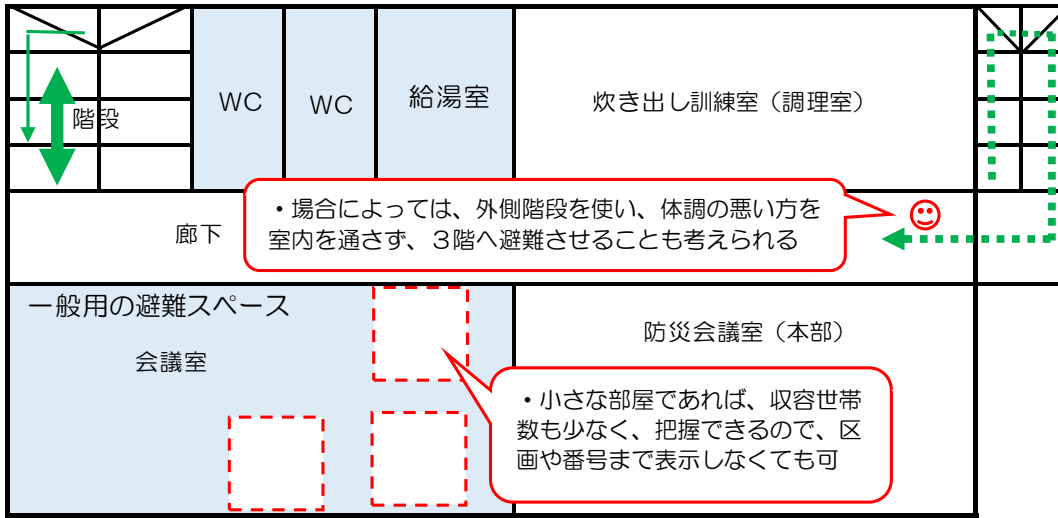 階段
WC
WC
給湯室
炊き出し訓練室（調理室）
・場合によっては、外側階段を使い、体調の悪い方を
室内を通さず、３階へ避難させることも考えられる
廊下
一般用の避難スペース
会議室
防災会議室（本部）
・小さな部屋であれば、収容世帯
数も少なく、把握できるので、区
画や番号まで表示しなくても可